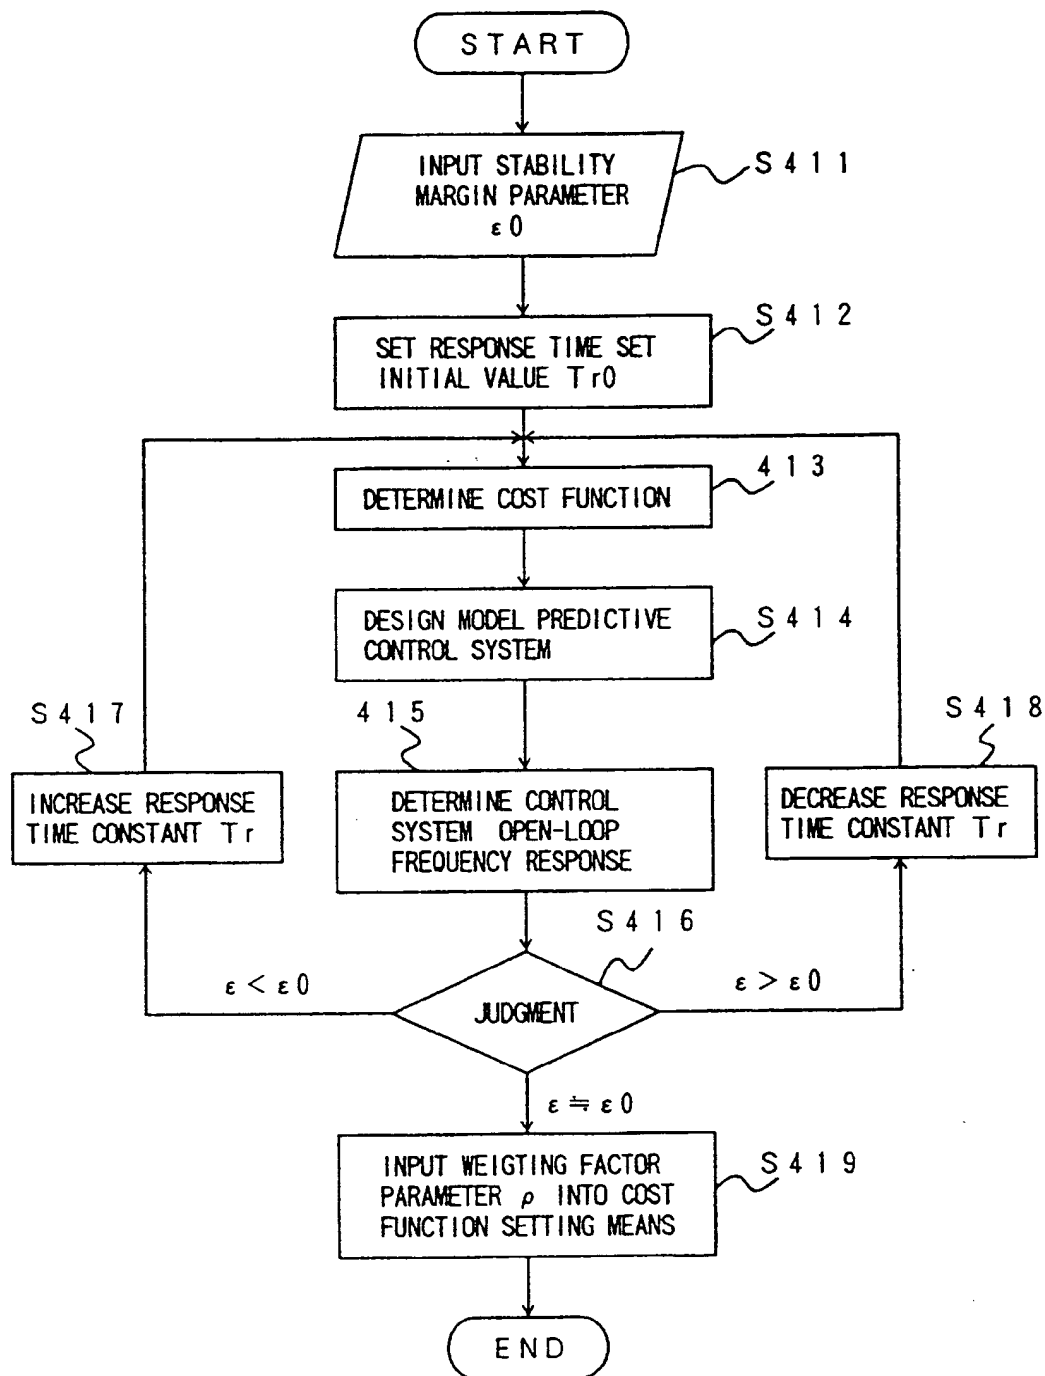 START
INPUT STABILITY
MARGIN PARAMETER
ε0
S411
SET RESPONSE TIME SET
INITIAL VALUE Tr0
S412
DETERMINE COST FUNCTION
413
DESIGN MODEL PREDICTIVE
CONTROL SYSTEM
S414
S417
INCREASE RESPONSE
TIME CONSTANT Tr
415
DETERMINE CONTROL
SYSTEM OPEN-LOOP
FREQUENCY RESPONSE
S418
DECREASE RESPONSE
TIME CONSTANT Tr
S416
ε < ε0
JUDGMENT
ε > ε0
ε ≒ ε0
INPUT WEIGTING FACTOR
PARAMETER ρ INTO COST
FUNCTION SETTING MEANS
S419
END